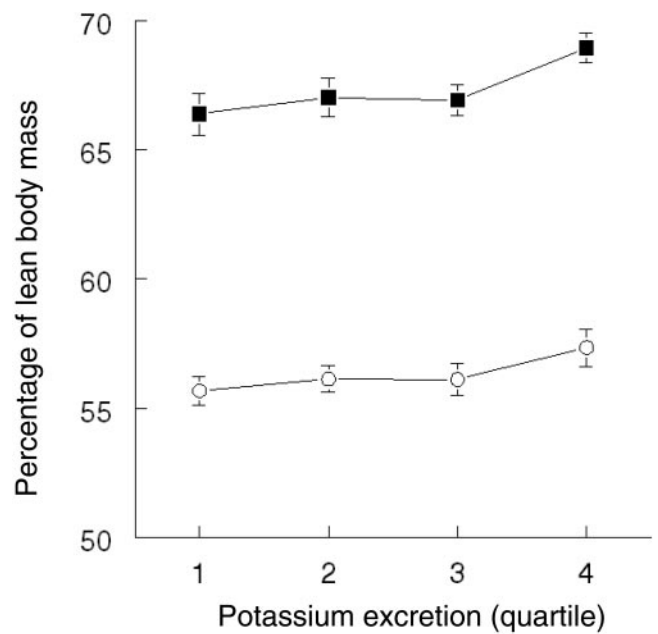 70
65
60
55
50
Percentage of lean body mass
1 2 3 4
Potassium excretion (quartile)